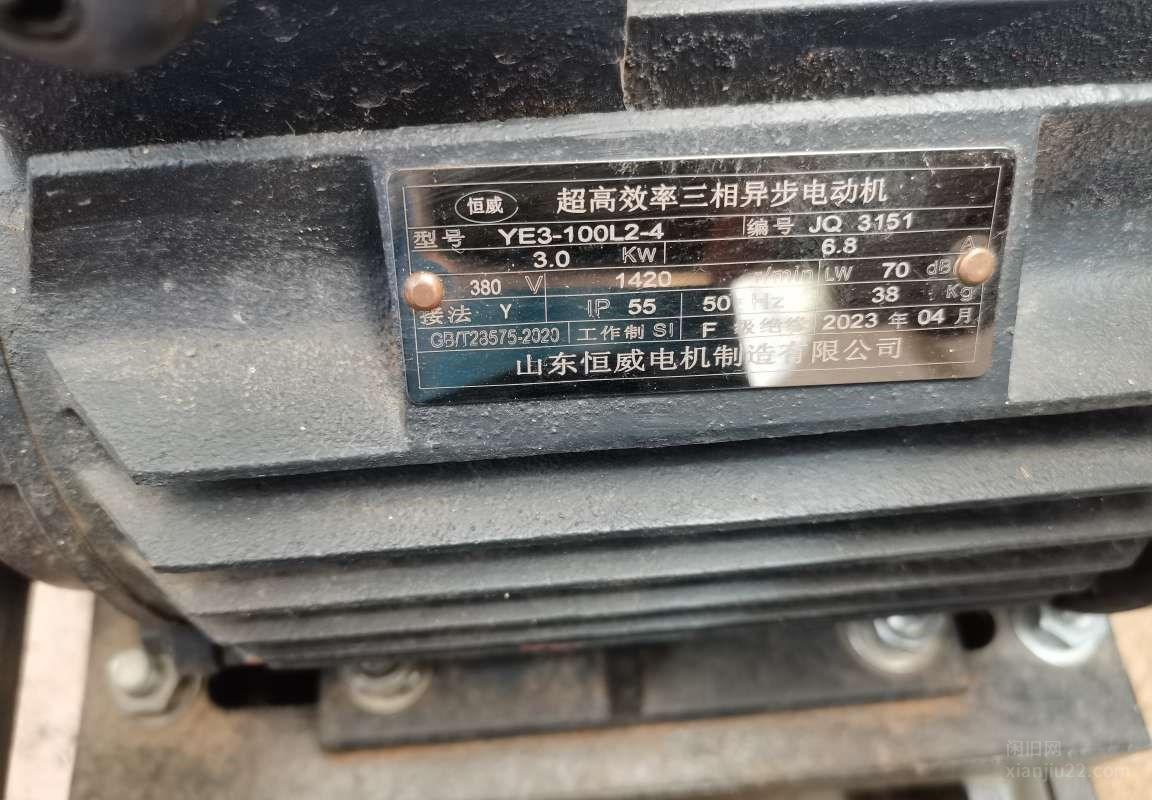 恒威 超高效率三相异步电动机
型号 YE3-100L2-4 编号 JQ 3151
3.0 KW 6.8 A
380 V 1420 r/min LW 70 dB
接法 Y IP 55 50 Hz 38 Kg
GB/T28575-2020 工作制 SI F 级绝缘 2023 年 04 月
山东恒威电机制造有限公司
闲旧网
xianjiu22.com